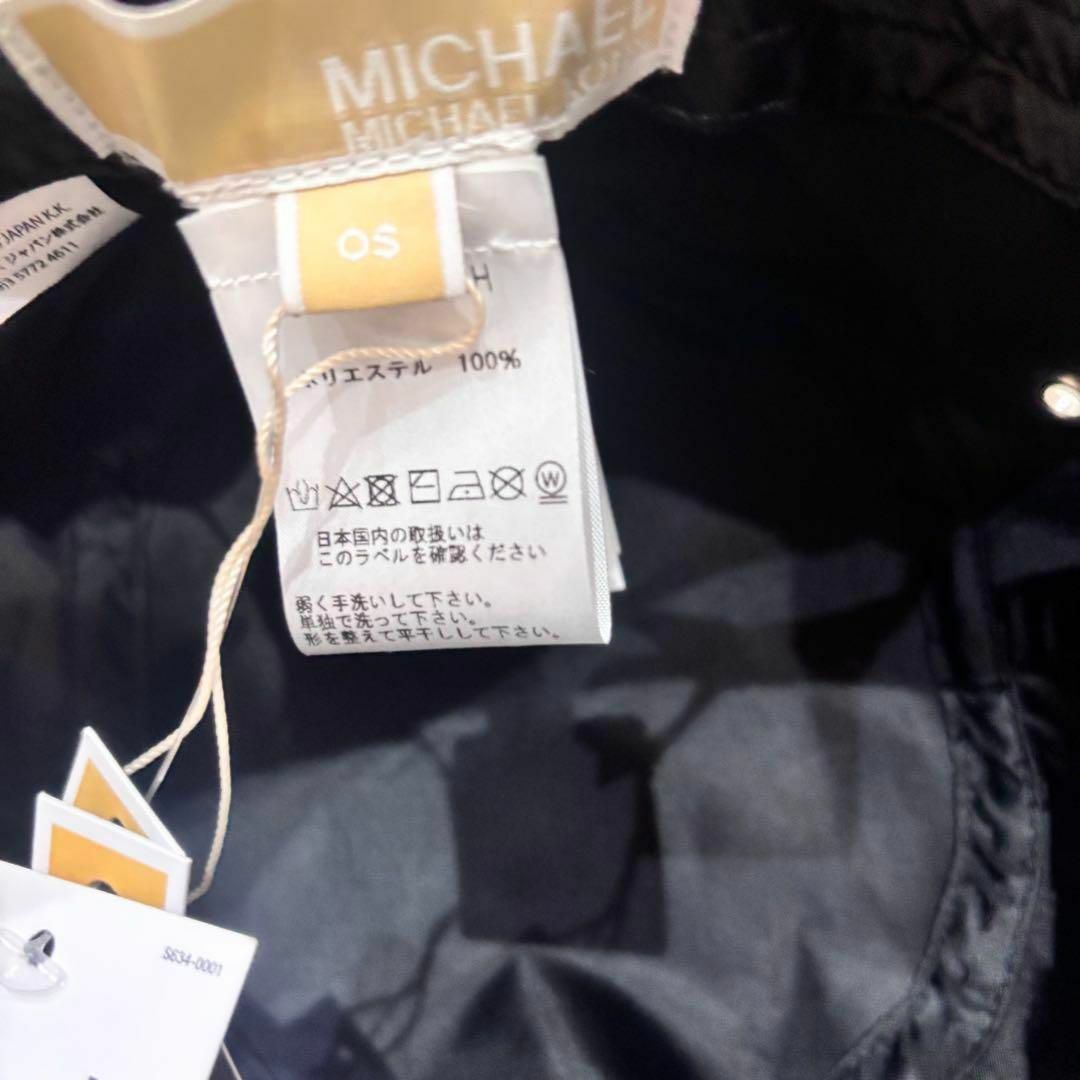 MICHAEL
MICHAEL
JAPAN K.K.
ジャパン株式会社
5772 4611
OS
H
リエステル 100%
W
日本国内の取扱いは
このラベルを確認ください
弱く手洗いして下さい。
単独で洗って下さい。
形を整えて平干しして下さい。
S634-0001